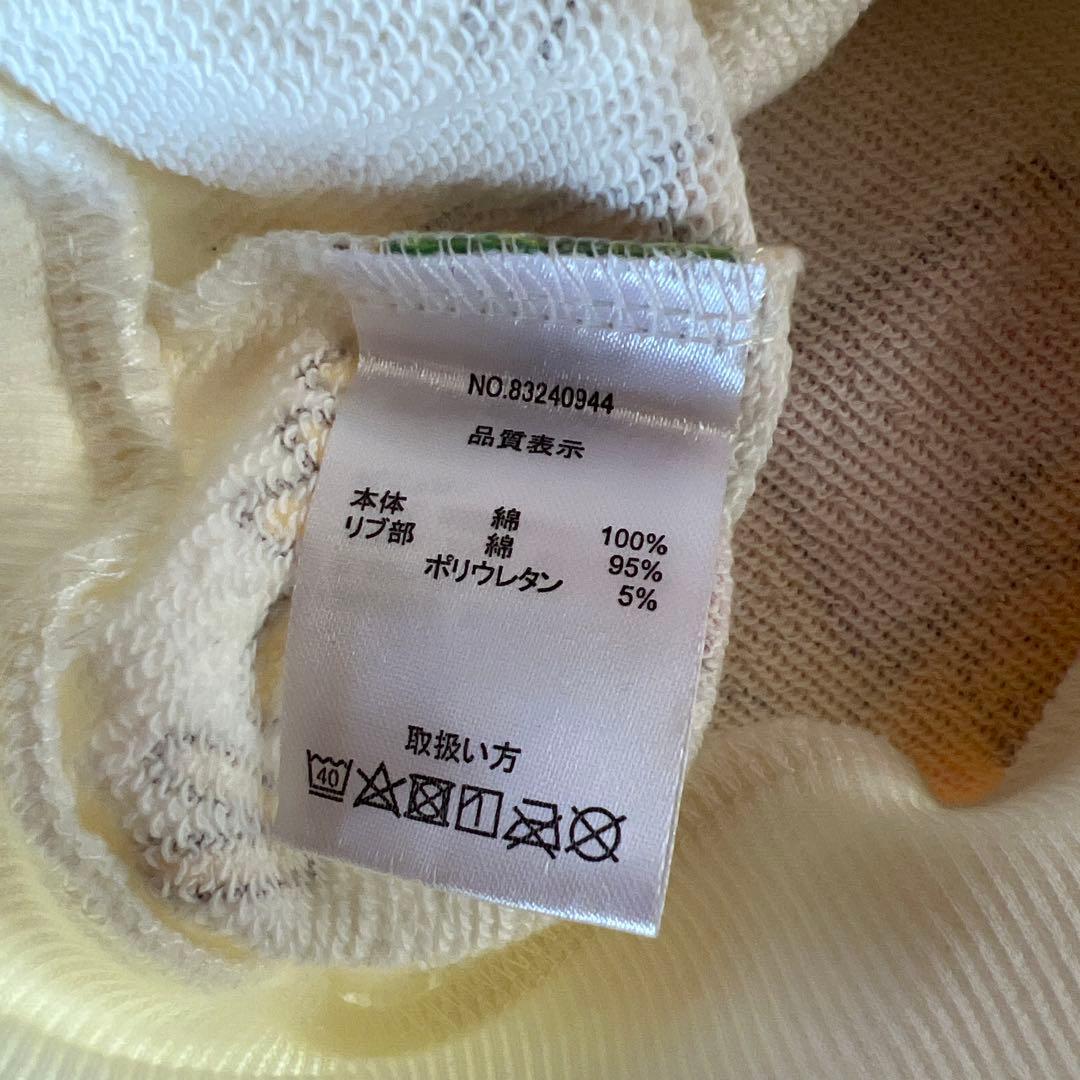 NO.83240944
品質表示
本体 綿 100%
リブ部 綿 95%
ポリウレタン 5%
取扱い方
40